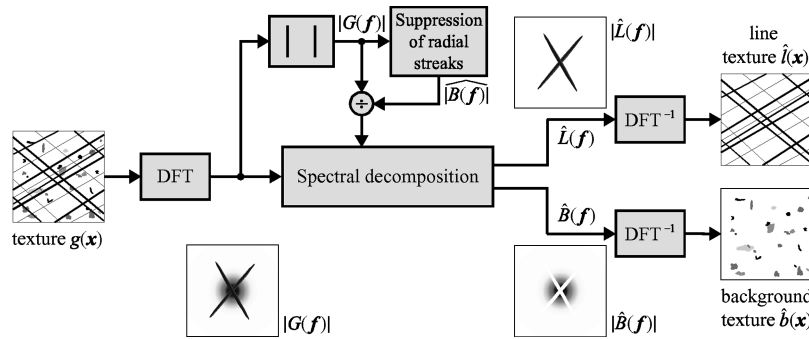 |G(f)|
Suppression
of radial
streaks
|B̂(f)|
÷
|L̂(f)|
line
texture l̂(x)
DFT
Spectral decomposition
L̂(f)
DFT⁻¹
B̂(f)
DFT⁻¹
texture g(x)
|G(f)|
|B̂(f)|
background
texture b̂(x)